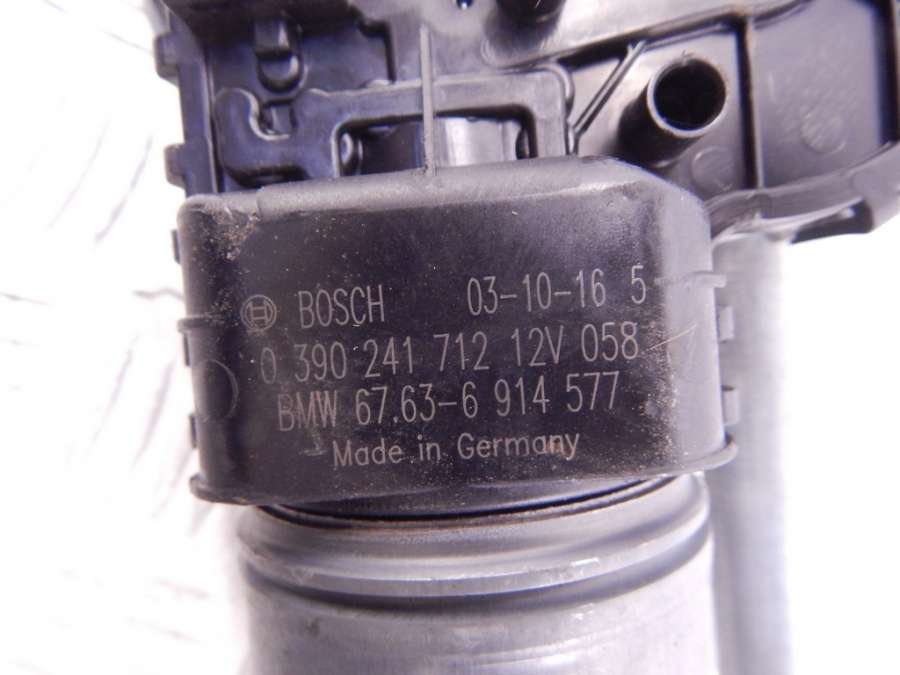 BOSCH 03-10-16 5
0 390 241 712 12V 058
BMW 67.63-6 914 577
Made in Germany